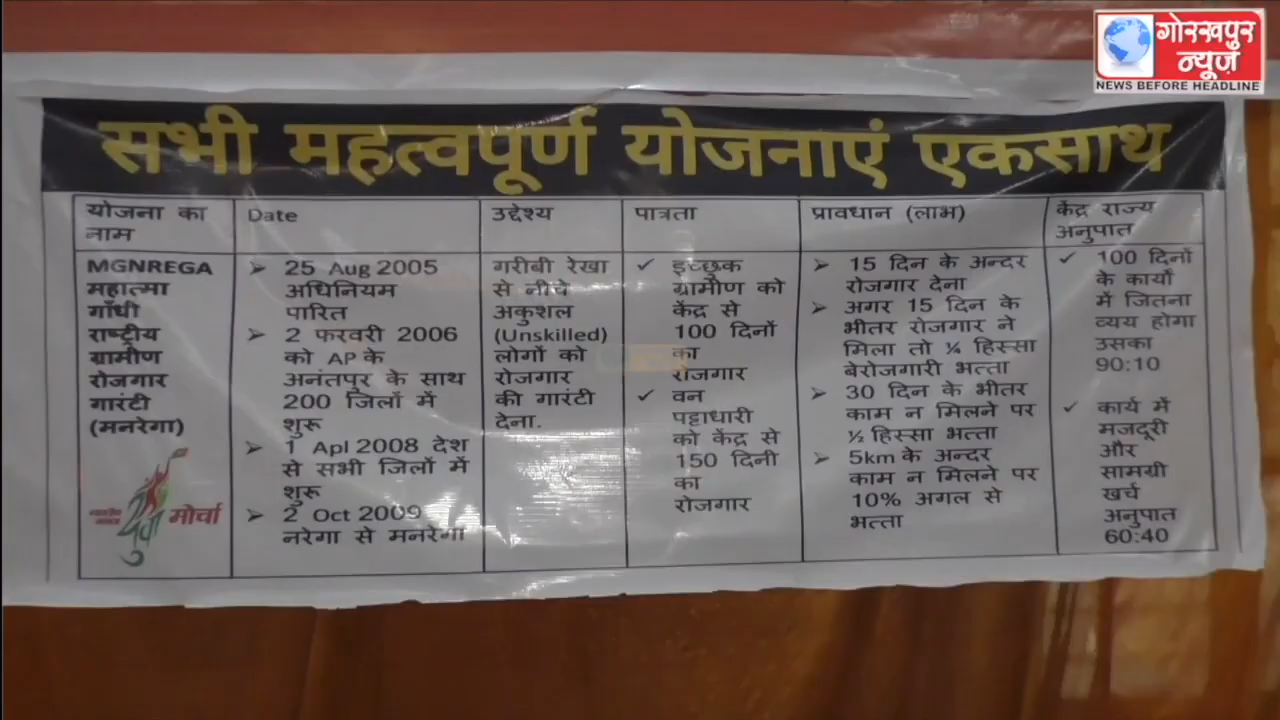 गोरखपुर
न्यूज़
NEWS BEFORE HEADLINE
सभी महत्वपूर्ण योजनाएं एकसाथ
योजना का
नाम
Date
उद्देश्य
पात्रता
प्रावधान (लाभ)
केंद्र राज्य
अनुपात
MGNREGA
महात्मा
गाँधी
राष्ट्रीय
ग्रामीण
रोजगार
गारंटी
(मनरेगा)
युवा मोर्चा
➢ 25 Aug 2005
अधिनियम
पारित
➢ 2 फरवरी 2006
को AP के
अनंतपुर के साथ
200 जिलों में
शुरू
➢ 1 Apl 2008 देश
से सभी जिलों में
शुरू
➢ 2 Oct 2009
नरेगा से मनरेगा
गरीबी रेखा
से नीचे
अकुशल
(Unskilled)
लोगों को
रोजगार
की गारंटी
देना.
✓ इच्छुक
ग्रामीण को
केंद्र से
100 दिनों
का
रोजगार
✓ वन
पट्टाधारी
को केंद्र से
150 दिनी
का
रोजगार
➢ 15 दिन के अन्दर
रोजगार देना
➢ अगर 15 दिन के
भीतर रोजगार ने
मिला तो ¼ हिस्सा
बेरोजगारी भत्ता
➢ 30 दिन के भीतर
काम न मिलने पर
½ हिस्सा भत्ता
➢ 5km के अन्दर
काम न मिलने पर
10% अगल से
भत्ता
✓ 100 दिनों
के कार्यों
में जितना
व्यय होगा
उसका
90:10
✓ कार्य में
मजदूरी
और
सामग्री
खर्च
अनुपात
60:40